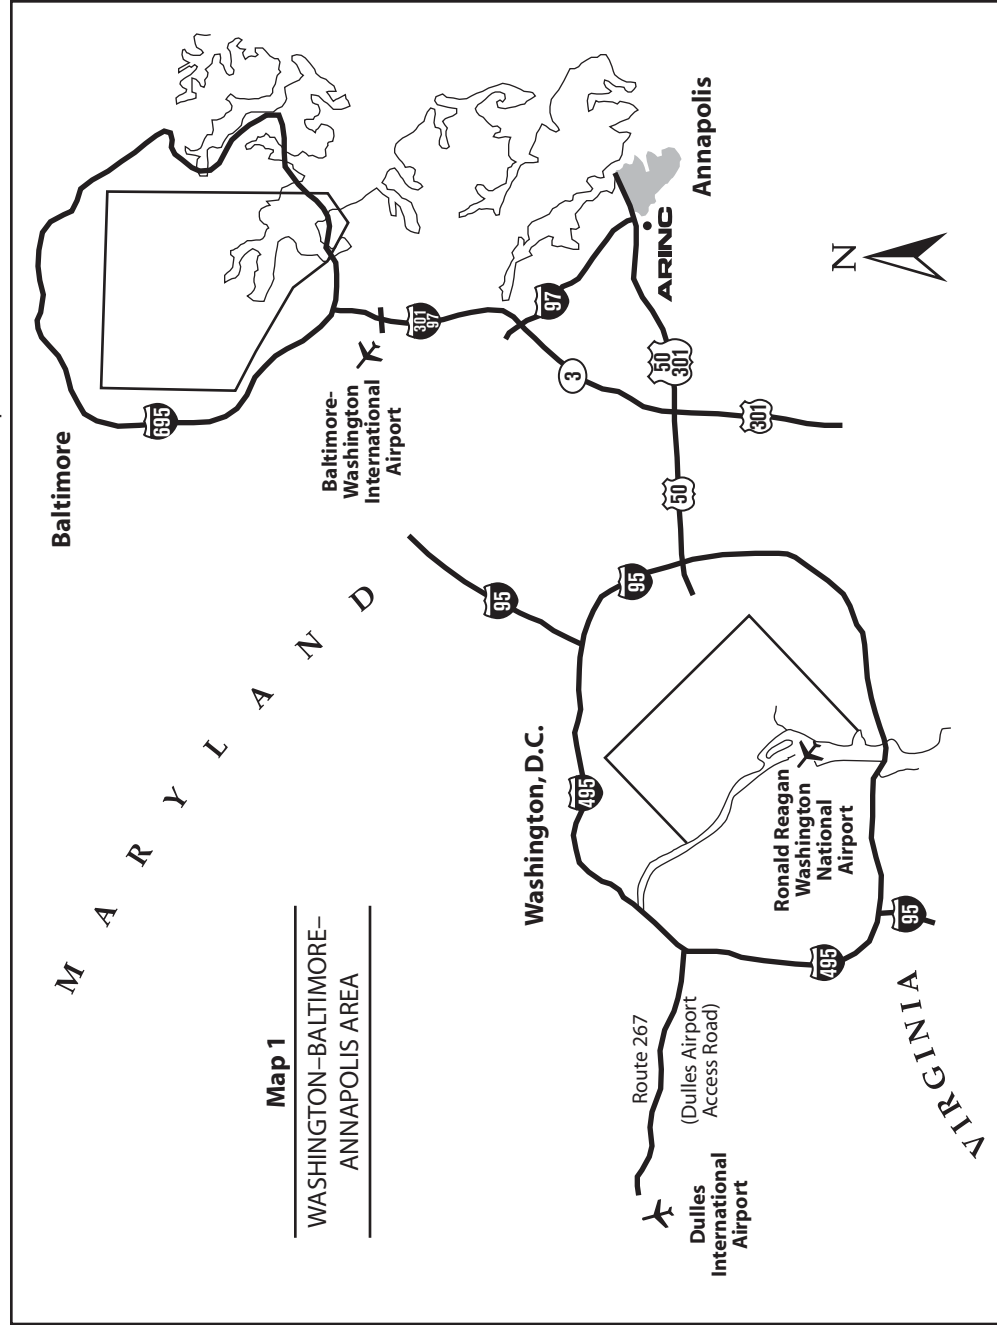 Map 1
WASHINGTON–BALTIMORE–
ANNAPOLIS AREA
MARYLAND
Baltimore
695
Baltimore-
Washington
International
Airport
301
97
97
3
50
301
ARINC
Annapolis
N
301
50
95
95
Washington, D.C.
495
Ronald Reagan
Washington
National
Airport
495
95
Route 267
(Dulles Airport
Access Road)
Dulles
International
Airport
VIRGINIA